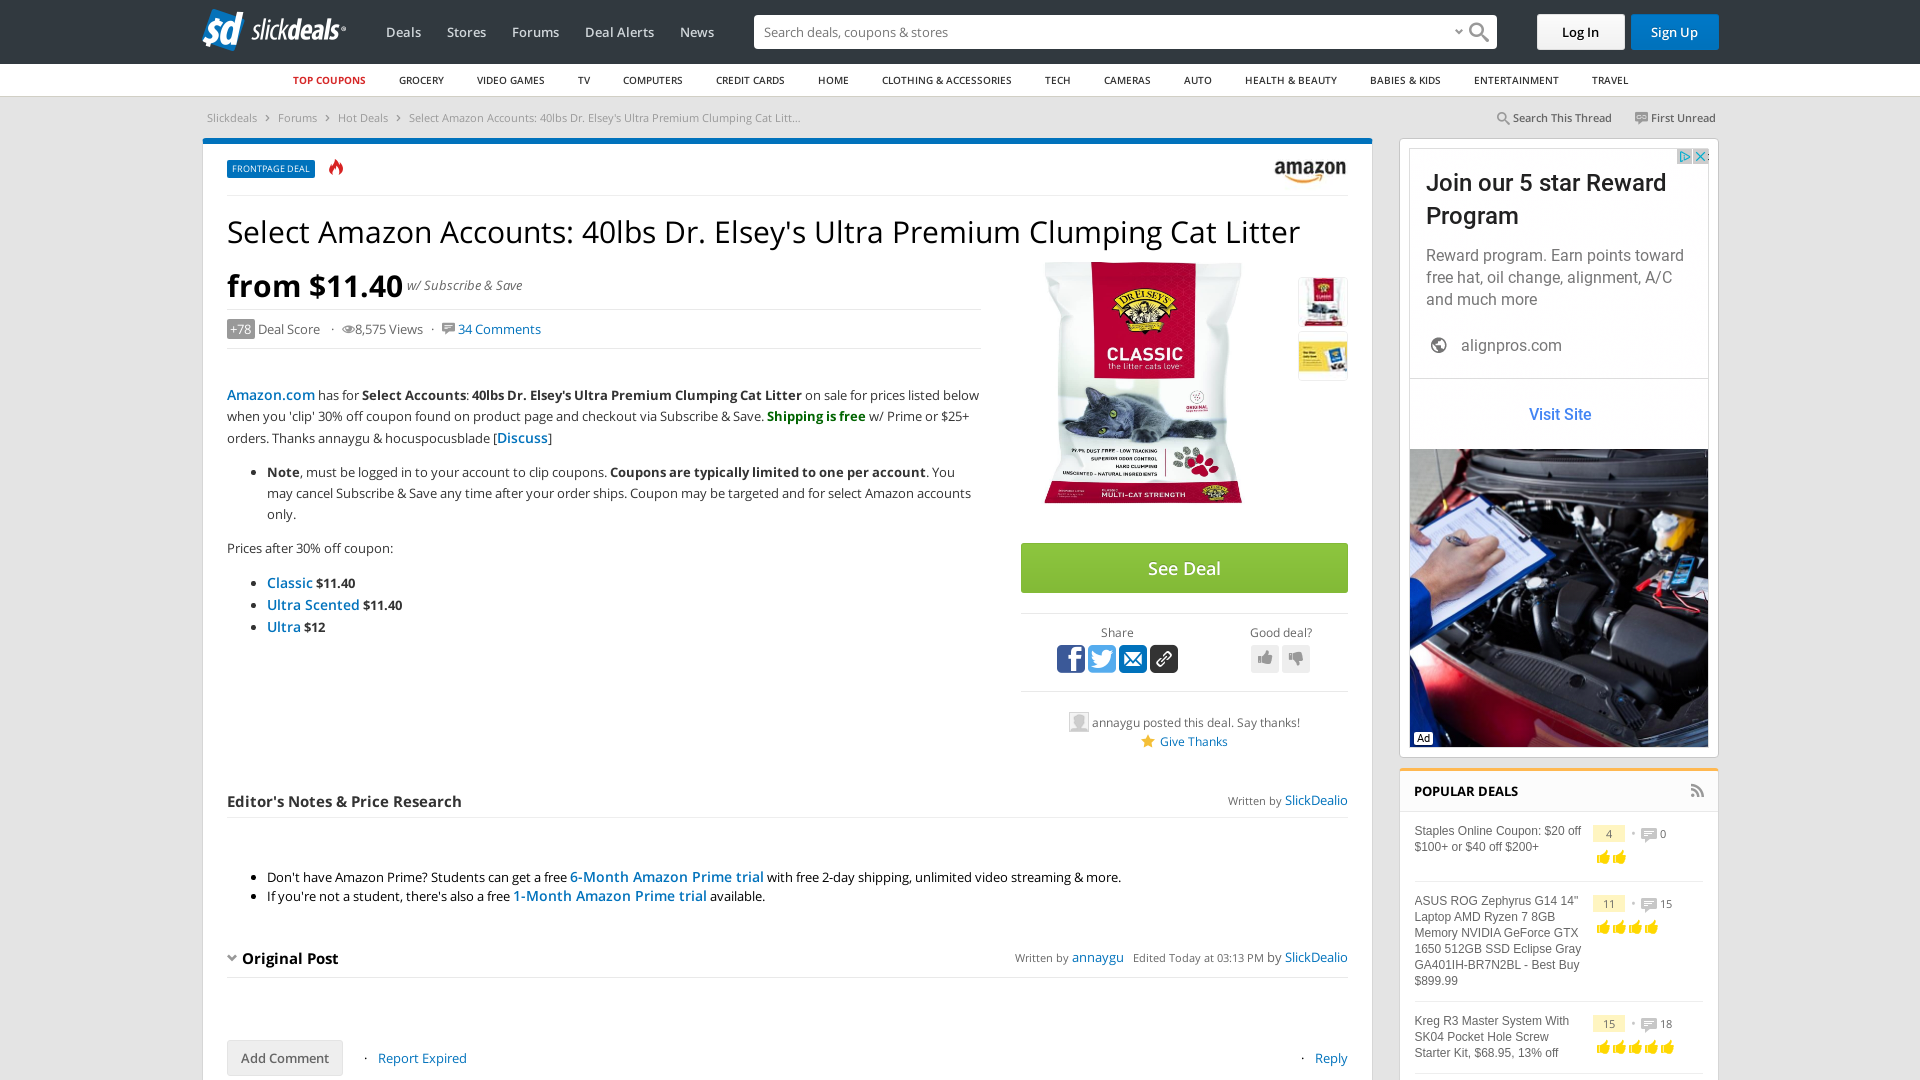 slickdeals
Deals
Stores
Forums
Deal Alerts
News
Search deals, coupons & stores
Log In
Sign Up
TOP COUPONS
GROCERY
VIDEO GAMES
TV
COMPUTERS
CREDIT CARDS
HOME
CLOTHING & ACCESSORIES
TECH
CAMERAS
AUTO
HEALTH & BEAUTY
BABIES & KIDS
ENTERTAINMENT
TRAVEL
Slickdeals > Forums > Hot Deals > Select Amazon Accounts: 40lbs Dr. Elsey's Ultra Premium Clumping Cat Litt...
Search This Thread
First Unread
FRONTPAGE DEAL
amazon
Select Amazon Accounts: 40lbs Dr. Elsey's Ultra Premium Clumping Cat Litter
from $11.40 w/ Subscribe & Save
+78 Deal Score · 8,575 Views · 34 Comments
Amazon.com has for Select Accounts: 40lbs Dr. Elsey's Ultra Premium Clumping Cat Litter on sale for prices listed below
when you 'clip' 30% off coupon found on product page and checkout via Subscribe & Save. Shipping is free w/ Prime or $25+
orders. Thanks annaygu & hocuspocusblade [Discuss]
• Note, must be logged in to your account to clip coupons. Coupons are typically limited to one per account. You
may cancel Subscribe & Save any time after your order ships. Coupon may be targeted and for select Amazon accounts
only.
Prices after 30% off coupon:
• Classic $11.40
• Ultra Scented $11.40
• Ultra $12
DR ELSEY'S
CLASSIC
the litter cats love
ORIGINAL
99.9% DUST FREE - LOW TRACKING
SUPERIOR ODOR CONTROL
HARD CLUMPING
UNSCENTED - NATURAL INGREDIENTS
CLASSIC
MULTI-CAT STRENGTH
See Deal
Share
Good deal?
annaygu posted this deal. Say thanks!
Give Thanks
Editor's Notes & Price Research
Written by SlickDealio
• Don't have Amazon Prime? Students can get a free 6-Month Amazon Prime trial with free 2-day shipping, unlimited video streaming & more.
• If you're not a student, there's also a free 1-Month Amazon Prime trial available.
Original Post
Written by annaygu Edited Today at 03:13 PM by SlickDealio
Add Comment
· Report Expired
· Reply
Join our 5 star Reward
Program
Reward program. Earn points toward
free hat, oil change, alignment, A/C
and much more
alignpros.com
Visit Site
Ad
POPULAR DEALS
Staples Online Coupon: $20 off
$100+ or $40 off $200+
4 • 0
ASUS ROG Zephyrus G14 14"
Laptop AMD Ryzen 7 8GB
Memory NVIDIA GeForce GTX
1650 512GB SSD Eclipse Gray
GA401IH-BR7N2BL - Best Buy
$899.99
11 • 15
Kreg R3 Master System With
SK04 Pocket Hole Screw
Starter Kit, $68.95, 13% off
15 • 18